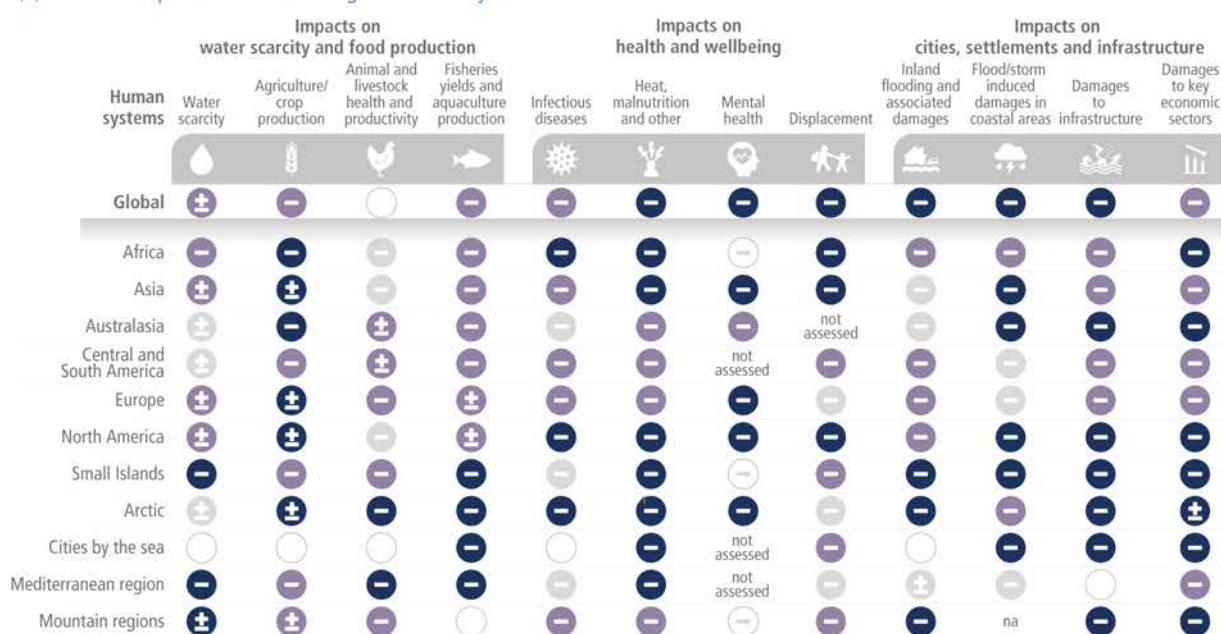 Impacts on
water scarcity and food production
Impacts on
health and wellbeing
Impacts on
cities, settlements and infrastructure
Human
systems
Water
scarcity
Agriculture/
crop
production
Animal and
livestock
health and
productivity
Fisheries
yields and
aquaculture
production
Infectious
diseases
Heat,
malnutrition
and other
Mental
health
Displacement
Inland
flooding and
associated
damages
Flood/storm
induced
damages in
coastal areas
Damages
to
infrastructure
Damages
to key
economic
sectors
Global ± − − − − − − − − − −
Africa − − − − − − − − − − − −
Asia ± ± − − − − − − − − − −
Australasia ± − ± − − − − not assessed − − − −
Central and
South America ± − ± − − − not assessed − − − − −
Europe ± ± − ± − − − − − − − −
North America ± ± − ± − − − − − − − −
Small Islands − − − − − − − − − − − −
Arctic ± ± − − − − − − − − − ±
Cities by the sea − − not assessed − − − −
Mediterranean region − − − − − − not assessed − ± − −
Mountain regions ± ± − − − − − − na − −